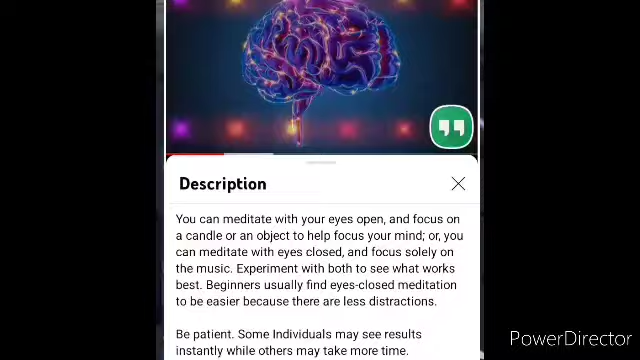 Description
You can meditate with your eyes open, and focus on
a candle or an object to help focus your mind; or, you
can meditate with eyes closed, and focus solely on
the music. Experiment with both to see what works
best. Beginners usually find eyes-closed meditation
to be easier because there are less distractions.
Be patient. Some Individuals may see results
instantly while others may take more time.
PowerDirector